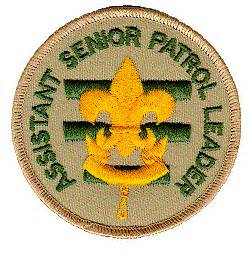 ASSISTANT SENIOR PATROL LEADER